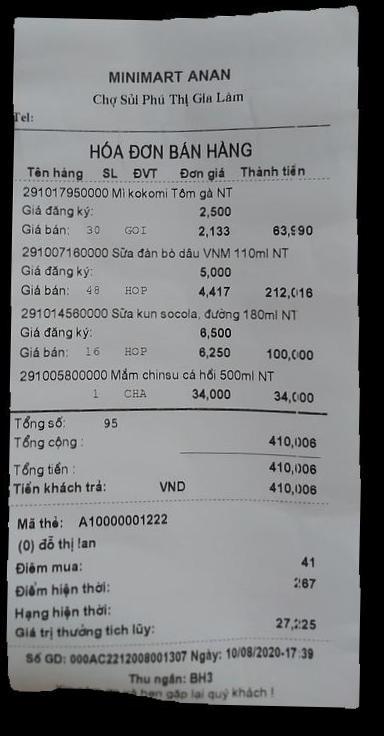 MINIMART ANAN
Chợ Sủi Phú Thị Gia Lâm
Tel:
HÓA ĐƠN BÁN HÀNG
Tên hàng SL ĐVT Đơn giá Thành tiền
291017950000 Mì kokomi Tôm gà NT
Giá đăng ký: 2,500
Giá bán: 30 GOI 2,133 63,990
291007160000 Sữa đàn bò dâu VNM 110ml NT
Giá đăng ký: 5,000
Giá bán: 48 HOP 4,417 212,016
291014560000 Sữa kun socola, đường 180ml NT
Giá đăng ký: 6,500
Giá bán: 16 HOP 6,250 100,000
291005800000 Mắm chinsu cá hồi 500ml NT
1 CHA 34,000 34,000
Tổng số: 95
Tổng cộng : 410,006
Tổng tiền : 410,006
Tiền khách trả: VND 410,006
Mã thẻ: A10000001222
(0) đỗ thị lan
Điểm mua: 41
Điểm hiện thời: 267
Hạng hiện thời:
Giá trị thưởng tích lũy: 27,225
Số GD: 000AC2212008001307 Ngày: 10/08/2020-17:39
Thu ngân: BH3
hẹn gặp lại quý khách !